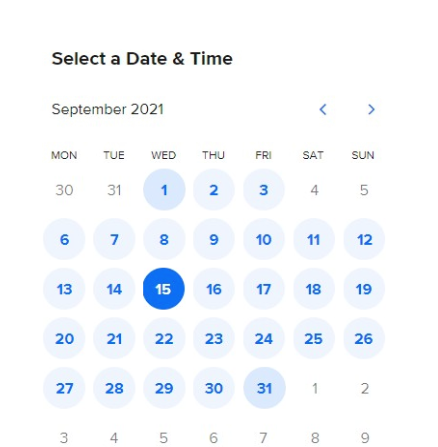 Select a Date & Time
September 2021
MON TUE WED THU FRI SAT SUN
30 31 1 2 3 4 5
6 7 8 9 10 11 12
13 14 15 16 17 18 19
20 21 22 23 24 25 26
27 28 29 30 31 1 2
3 4 5 6 7 8 9